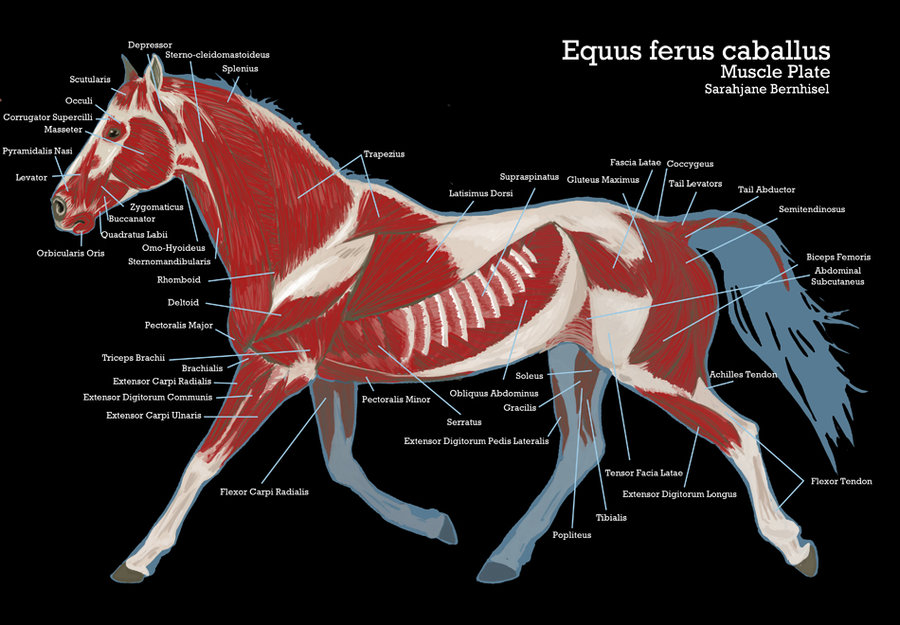 Equus ferus caballus
Muscle Plate
Sarahjane Bernhisel
Depressor
Sterno-cleidomastoideus
Splenius
Scutularis
Occuli
Corrugator Supercilli
Masseter
Pyramidalis Nasi
Levator
Zygomaticus
Buccanator
Quadratus Labii
Orbicularis Oris
Omo-Hyoideus
Sternomandibularis
Rhomboid
Deltoid
Pectoralis Major
Triceps Brachii
Brachialis
Extensor Carpi Radialis
Extensor Digitorum Communis
Extensor Carpi Ulnaris
Flexor Carpi Radialis
Trapezius
Latisimus Dorsi
Supraspinatus
Gluteus Maximus
Fascia Latae
Coccygeus
Tail Levators
Tail Abductor
Semitendinosus
Biceps Femoris
Abdominal
Subcutaneus
Achilles Tendon
Soleus
Obliquus Abdominus
Gracilis
Pectoralis Minor
Serratus
Extensor Digitorum Pedis Lateralis
Tensor Facia Latae
Extensor Digitorum Longus
Flexor Tendon
Tibialis
Popliteus